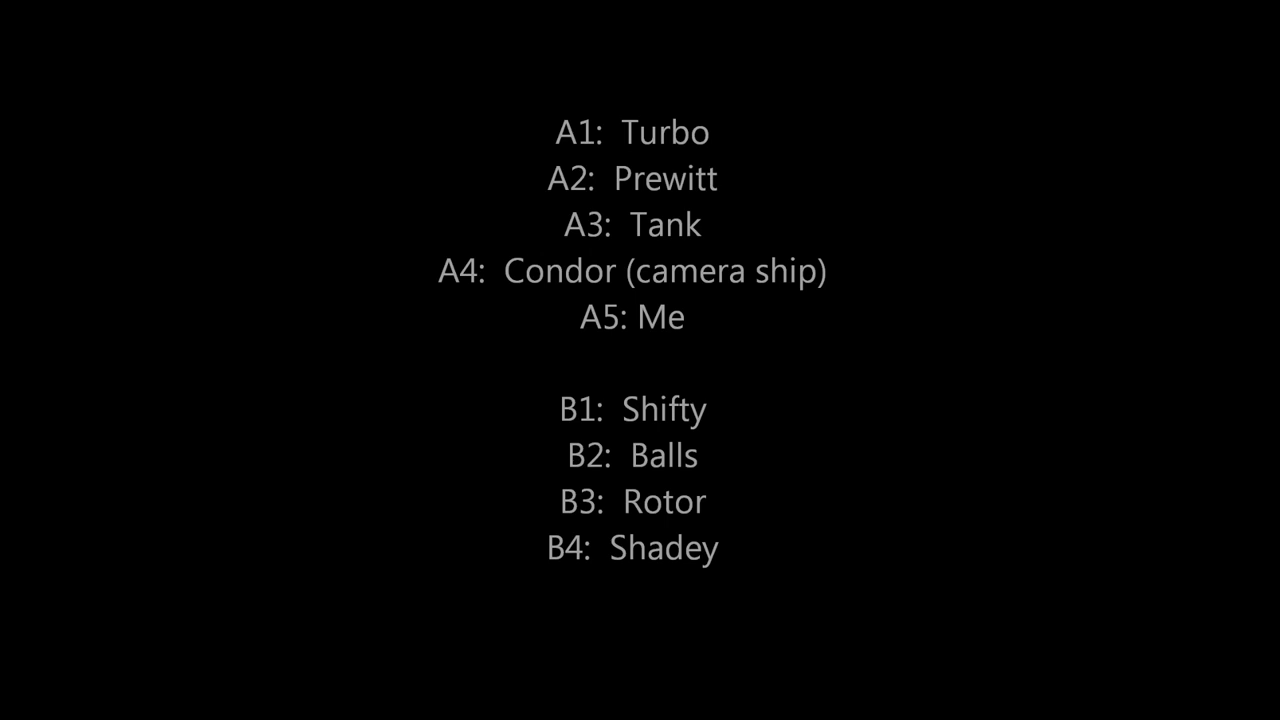 A1:  Turbo
A2:  Prewitt
A3:  Tank
A4:  Condor (camera ship)
A5: Me
B1:  Shifty
B2:  Balls
B3:  Rotor
B4:  Shadey